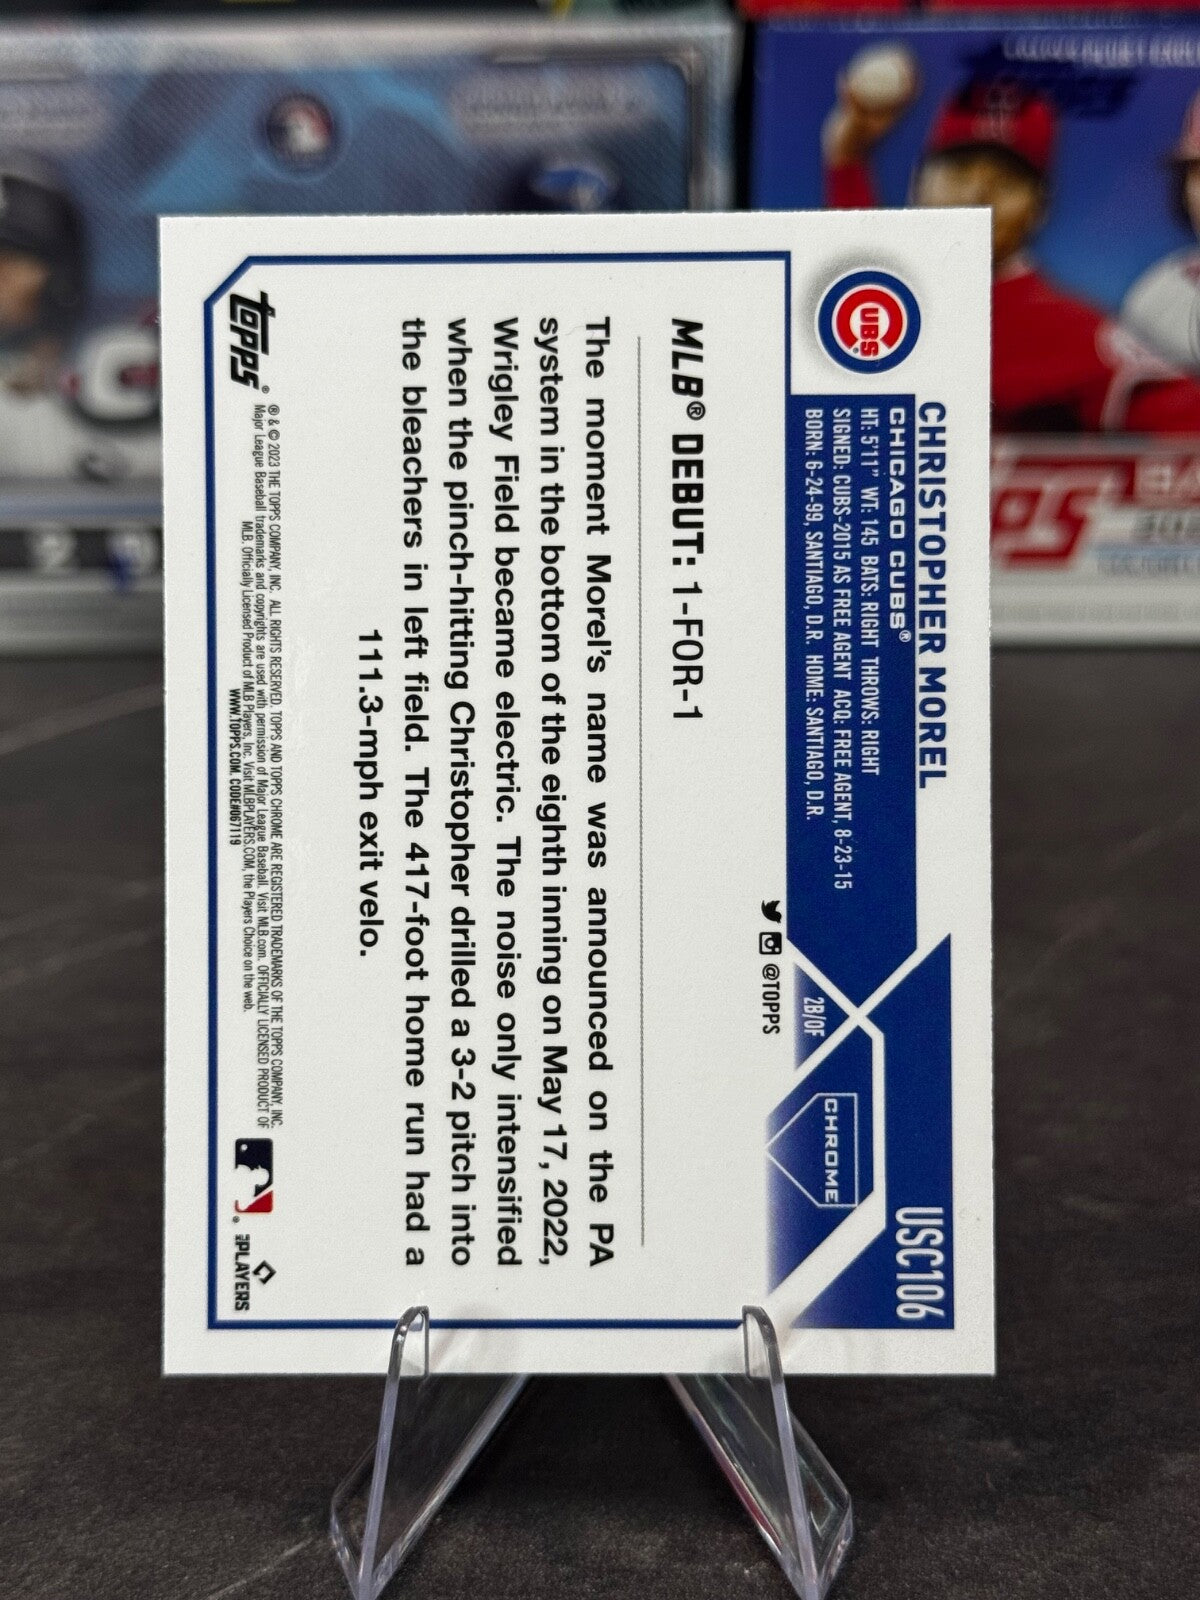 CUBS
CHRISTOPHER MOREL
CHICAGO CUBS®
HT: 5'11" WT: 145 BATS: RIGHT THROWS: RIGHT
SIGNED: CUBS-2015 AS FREE AGENT ACQ: FREE AGENT, 8-23-15
BORN: 6-24-99, SANTIAGO, D.R. HOME: SANTIAGO, D.R.
USC106
CHROME
2B/OF
@TOPPS
MLB® DEBUT: 1-FOR-1
The moment Morel's name was announced on the PA
system in the bottom of the eighth inning on May 17, 2022,
Wrigley Field became electric. The noise only intensified
when the pinch-hitting Christopher drilled a 3-2 pitch into
the bleachers in left field. The 417-foot home run had a
111.3-mph exit velo.
topps®
® & © 2023 THE TOPPS COMPANY, INC. ALL RIGHTS RESERVED. TOPPS AND TOPPS CHROME ARE REGISTERED TRADEMARKS OF THE TOPPS COMPANY, INC.
Major League Baseball trademarks and copyrights are used with permission of Major League Baseball. Visit MLB.com. OFFICIALLY LICENSED PRODUCT OF
MLB. Officially Licensed Product of MLB Players, Inc. Visit MLBPLAYERS.com, the Players Choice on the web.
WWW.TOPPS.COM. CODE#067119
PLAYERS